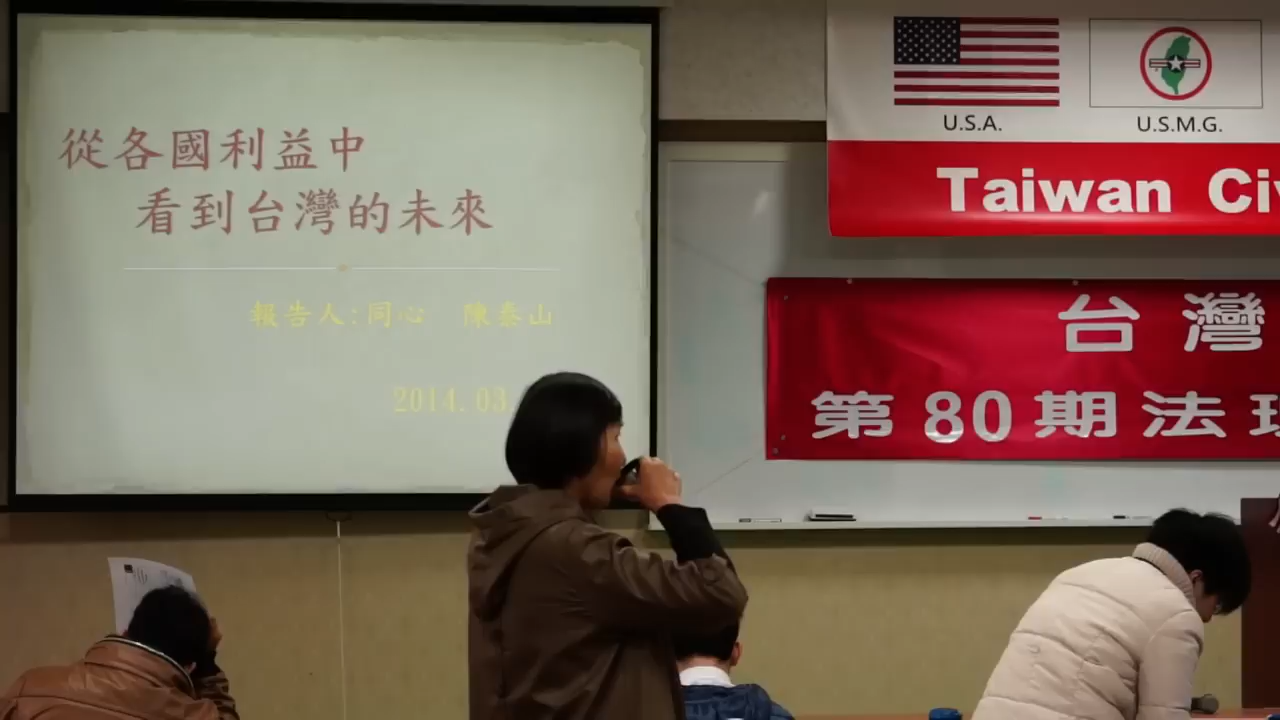 從各國利益中
看到台灣的未來
報告人:同心 陳泰山
2014.03.
U.S.A.
U.S.M.G.
Taiwan Civ
台灣
第80期法理